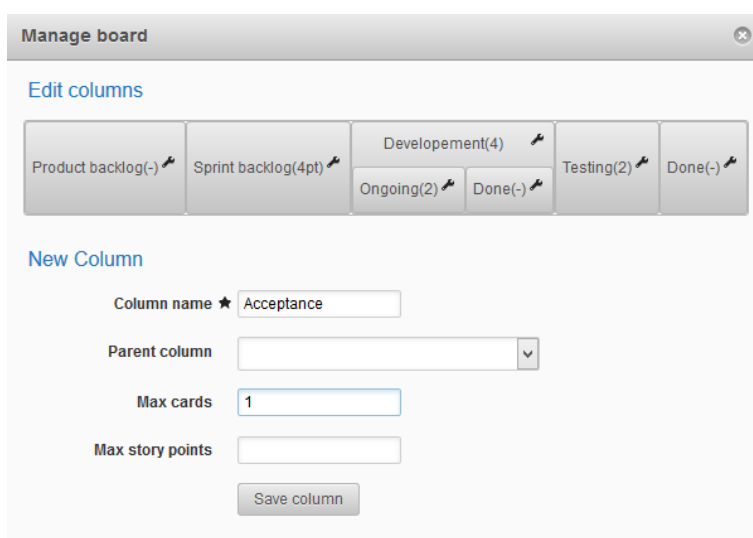 Manage board
Edit columns
Product backlog(-)
Sprint backlog(4pt)
Developement(4)
Ongoing(2)
Done(-)
Testing(2)
Done(-)
New Column
Column name ★ Acceptance
Parent column
Max cards 1
Max story points
Save column